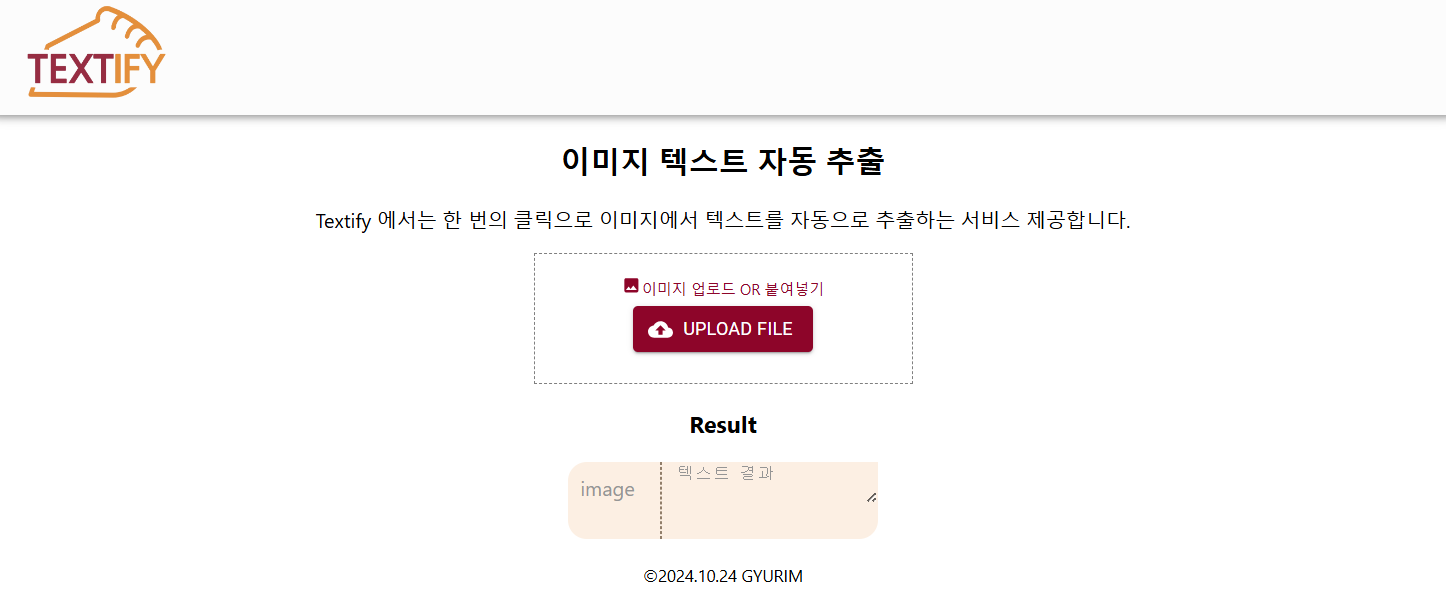 TEXTIFY
이미지 텍스트 자동 추출
Textify 에서는 한 번의 클릭으로 이미지에서 텍스트를 자동으로 추출하는 서비스 제공합니다.
이미지 업로드 OR 붙여넣기
UPLOAD FILE
Result
image
텍스트 결과
©2024.10.24 GYURIM